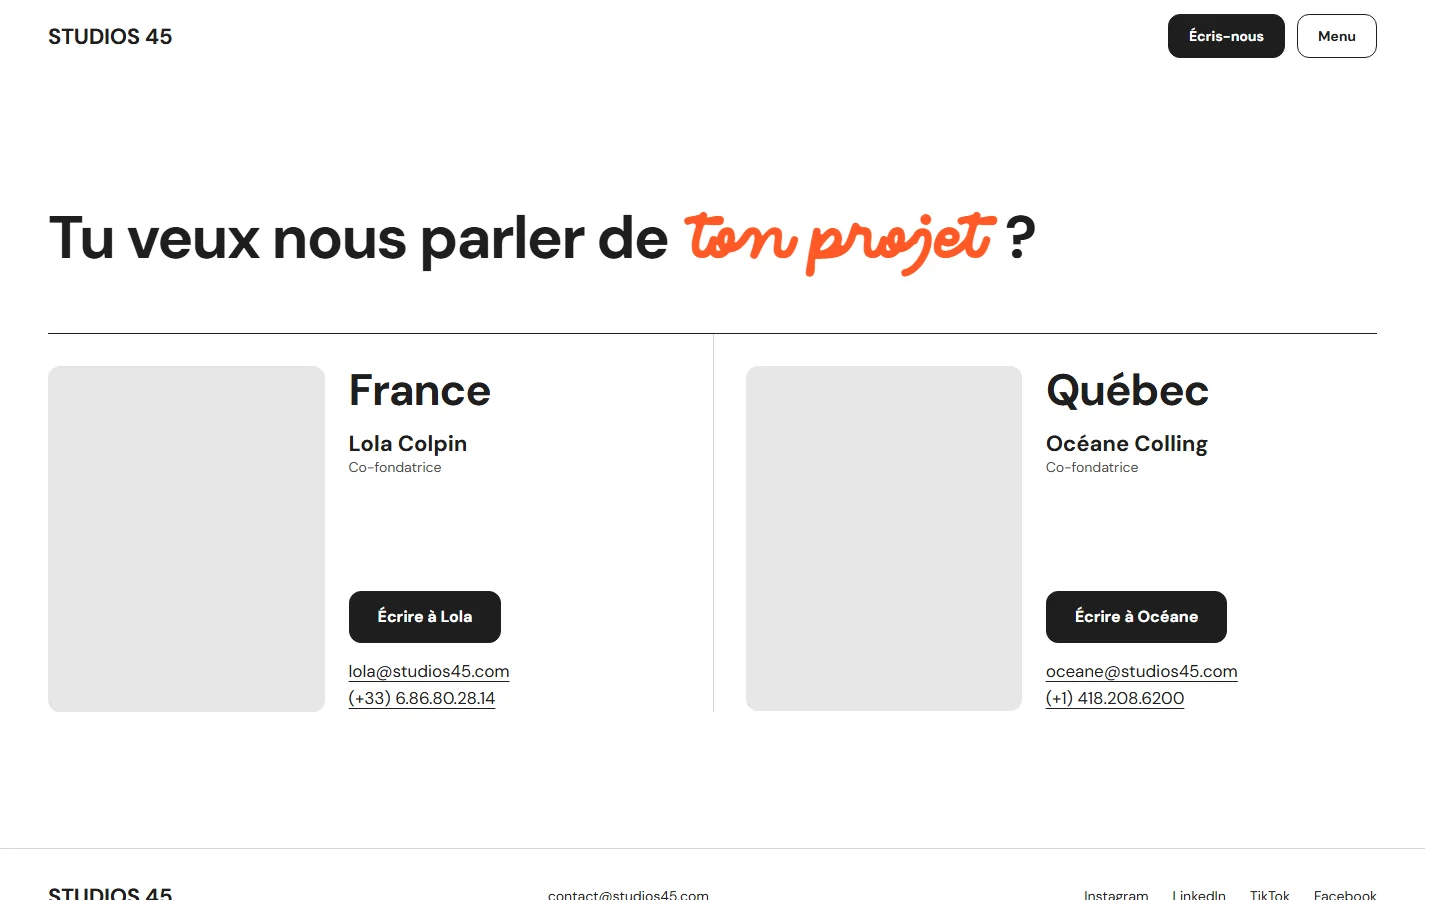 STUDIOS 45
Écris-nous
Menu
Tu veux nous parler de ton projet ?
France
Lola Colpin
Co-fondatrice
Écrire à Lola
lola@studios45.com
(+33) 6.86.80.28.14
Québec
Océane Colling
Co-fondatrice
Écrire à Océane
oceane@studios45.com
(+1) 418.208.6200
STUDIOS 45
contact@studios45.com
Instagram
LinkedIn
TikTok
Facebook